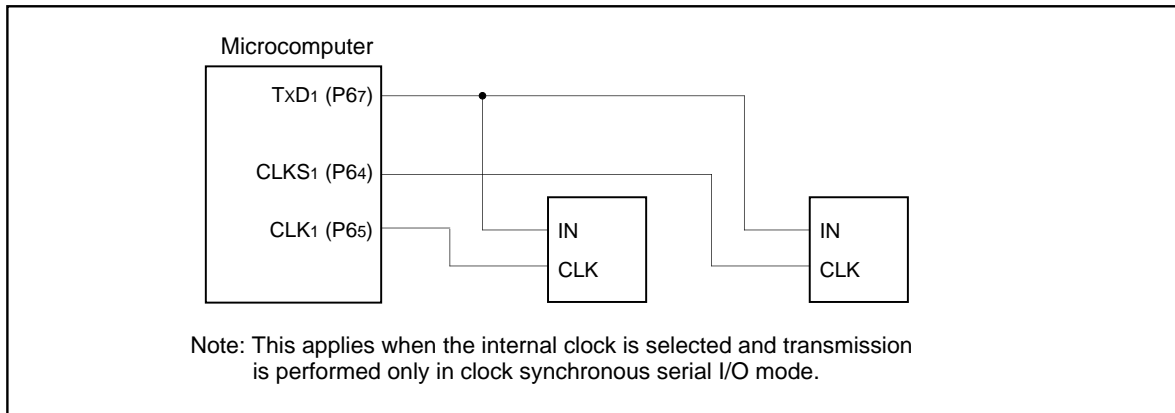 Microcomputer
TXD1 (P67)
CLKS1 (P64)
CLK1 (P65)
IN
CLK
IN
CLK
Note: This applies when the internal clock is selected and transmission
is performed only in clock synchronous serial I/O mode.